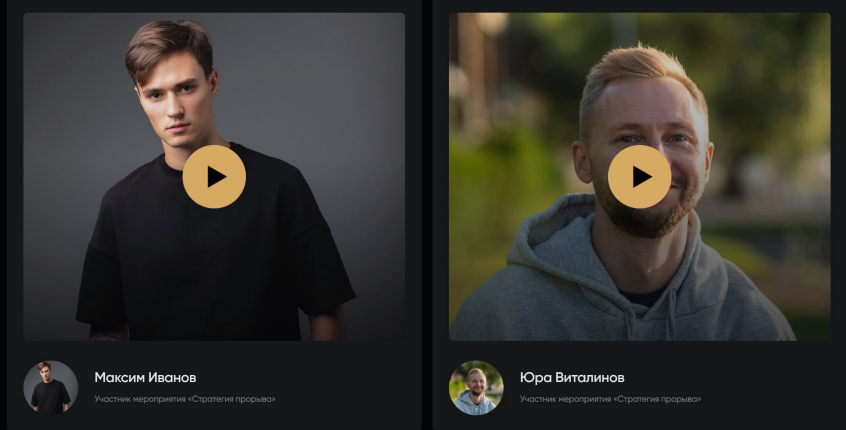 Максим Иванов
Участник мероприятия «Стратегия прорыва»
Юра Виталинов
Участник мероприятия «Стратегия прорыва»